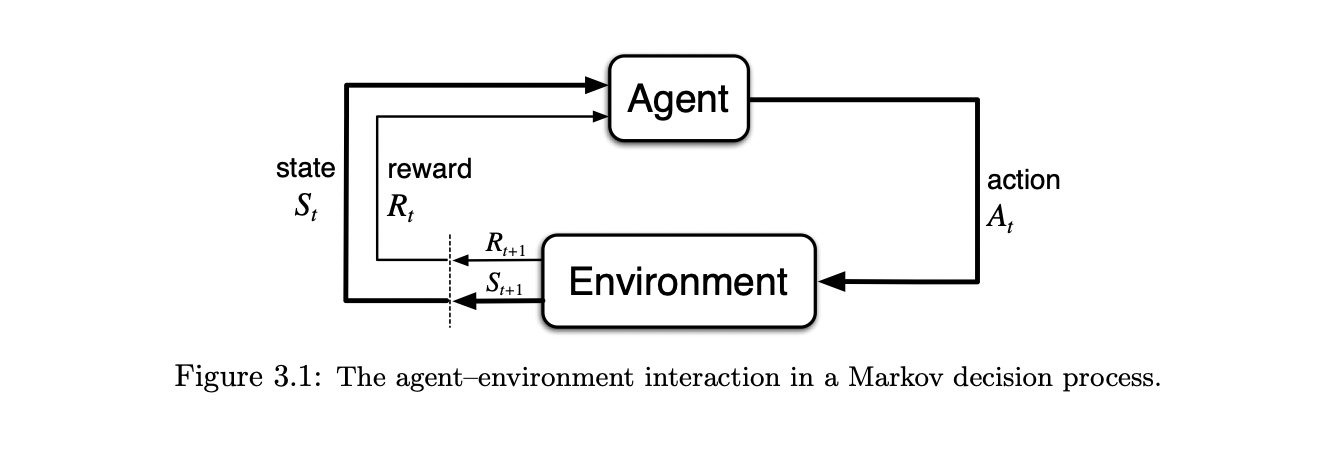 Agent
state
S_t
reward
R_t
action
A_t
R_{t+1}
S_{t+1}
Environment
Figure 3.1: The agent–environment interaction in a Markov decision process.